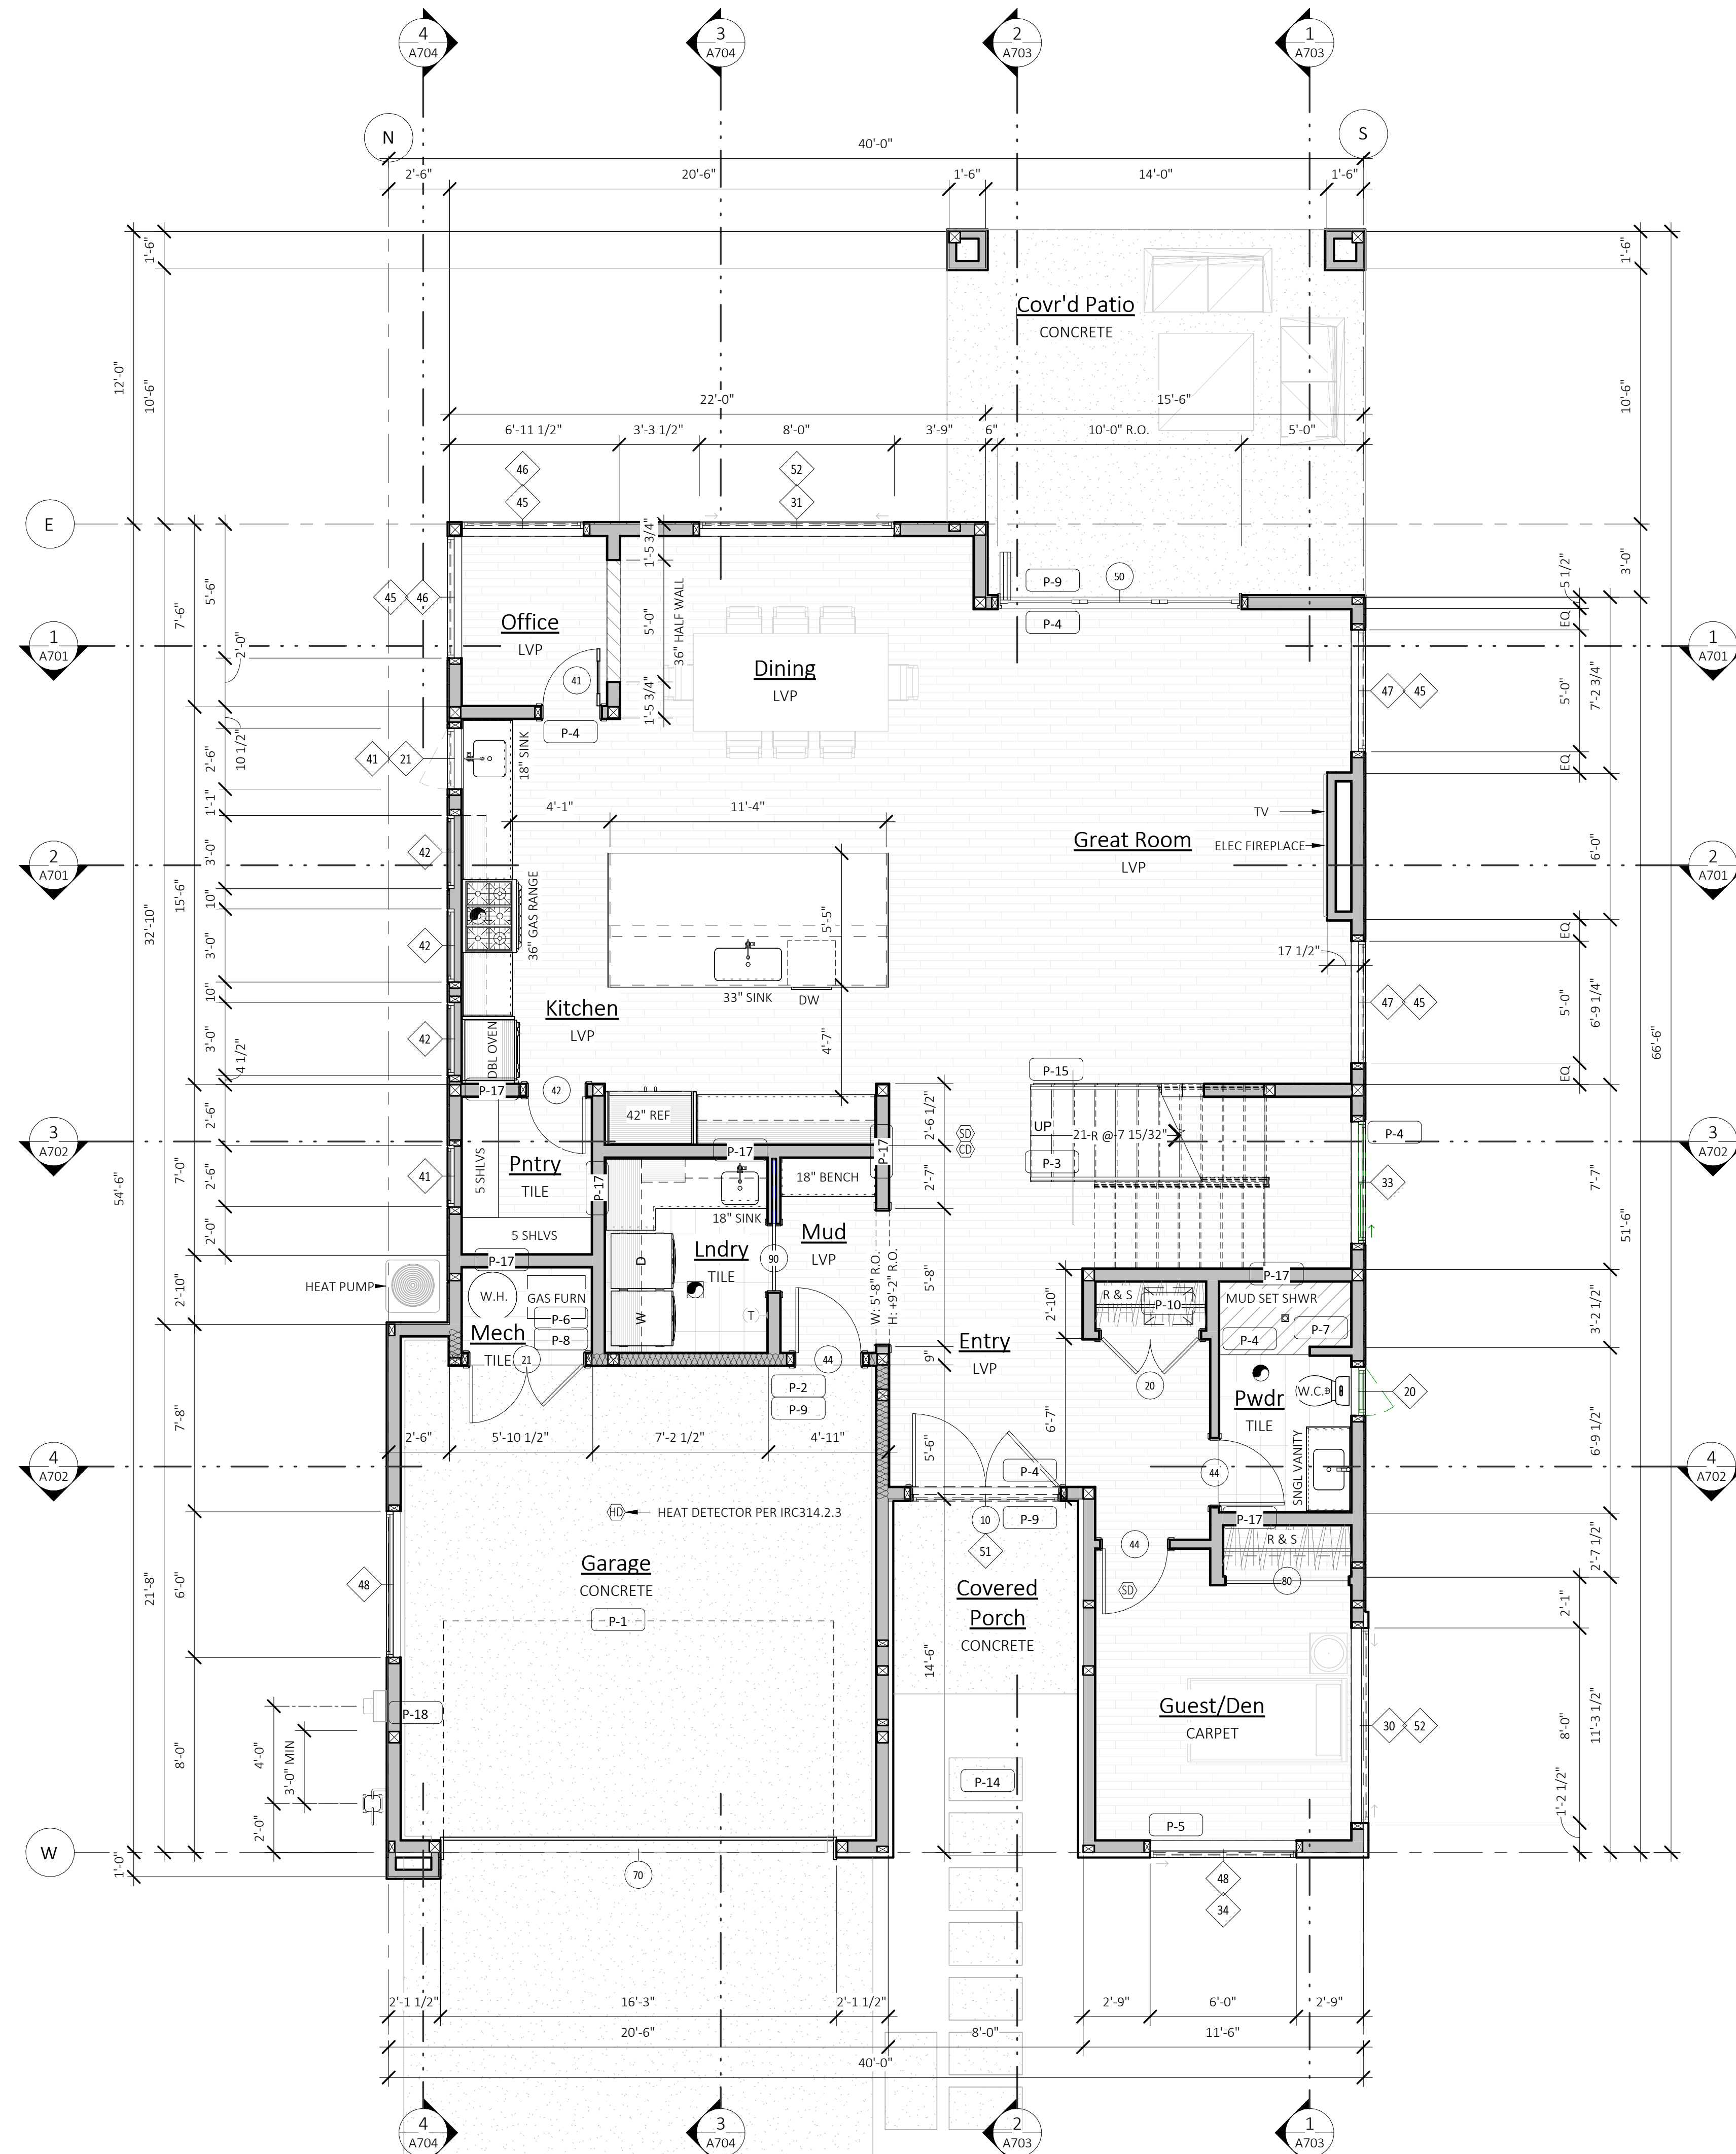 4
A704
3
A704
2
A703
1
A703
N
S
40'-0"
2'-6"
20'-6"
1'-6"
14'-0"
1'-6"
1'-6"
12'-0"
10'-6"
1'-6"
10'-6"
Covr'd Patio
CONCRETE
22'-0"
15'-6"
6'-11 1/2"
3'-3 1/2"
8'-0"
3'-9"
6"
10'-0" R.O.
5'-0"
46
45
52
31
E
5'-6"
7'-6"
2'-0"
45
46
1'-5 3/4"
5'-0"
36" HALF WALL
1'-5 3/4"
P-9
50
P-4
5 1/2"
3'-0"
EQ
Office
LVP
41
P-4
Dining
LVP
1
A701
1
A701
47
45
5'-0"
7'-2 3/4"
EQ
41
21
2'-6"
10 1/2"
1'-1"
18" SINK
4'-1"
11'-4"
TV
ELEC FIREPLACE
Great Room
LVP
6'-0"
2
A701
2
A701
42
3'-0"
10"
15'-6"
32'-10"
36" GAS RANGE
5'-5"
42
3'-0"
10"
33" SINK
DW
EQ
17 1/2"
Kitchen
LVP
42
3'-0"
4 1/2"
DBL OVEN
4'-7"
47
45
5'-0"
6'-9 1/4"
EQ
66'-6"
P-17
42
P-15
42" REF
2'-6"
2'-6 1/2"
UP
21-R @ 7 15/32"
P-3
SD
CD
P-4
3
A702
3
A702
54'-6"
7'-0"
2'-6"
2'-0"
41
5 SHLVS
Pntry
TILE
5 SHLVS
P-17
P-17
P-17
18" BENCH
2'-7"
18" SINK
Mud
LVP
Lndry
TILE
90
D
W
T
33
7'-7"
51'-6"
W: 5'-8" R.O.
H: +9'-2" R.O.
5'-8"
HEAT PUMP
2'-10"
P-17
W.H.
GAS FURN
P-6
P-8
Mech
TILE
21
44
P-2
P-9
9"
Entry
LVP
2'-10"
R & S
P-10
20
P-17
MUD SET SHWR
P-4
P-7
3'-2 1/2"
W.C.
20
Pwdr
TILE
SNGL VANITY
44
6'-9 1/2"
7'-8"
2'-6"
5'-10 1/2"
7'-2 1/2"
4'-11"
5'-6"
6'-7"
P-4
4
A702
4
A702
HD
HEAT DETECTOR PER IRC314.2.3
10
P-9
51
P-17
44
R & S
80
SD
2'-7 1/2"
Garage
CONCRETE
P-1
48
6'-0"
21'-8"
Covered
Porch
CONCRETE
14'-6"
2'-1"
Guest/Den
CARPET
30
52
8'-0"
11'-3 1/2"
1'-2 1/2"
P-18
8'-0"
4'-0"
3'-0" MIN
2'-0"
1'-0"
P-14
P-5
W
70
48
34
2'-1 1/2"
16'-3"
2'-1 1/2"
2'-9"
6'-0"
2'-9"
20'-6"
8'-0"
11'-6"
40'-0"
4
A704
3
A704
2
A703
1
A703